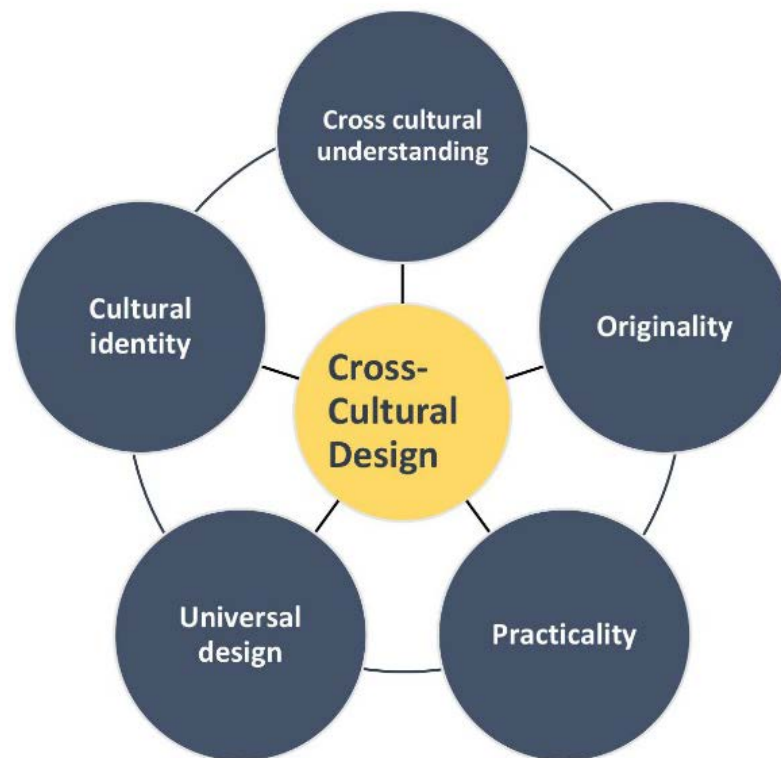 Cross cultural
understanding
Cultural
identity
Originality
Cross-
Cultural
Design
Universal
design
Practicality